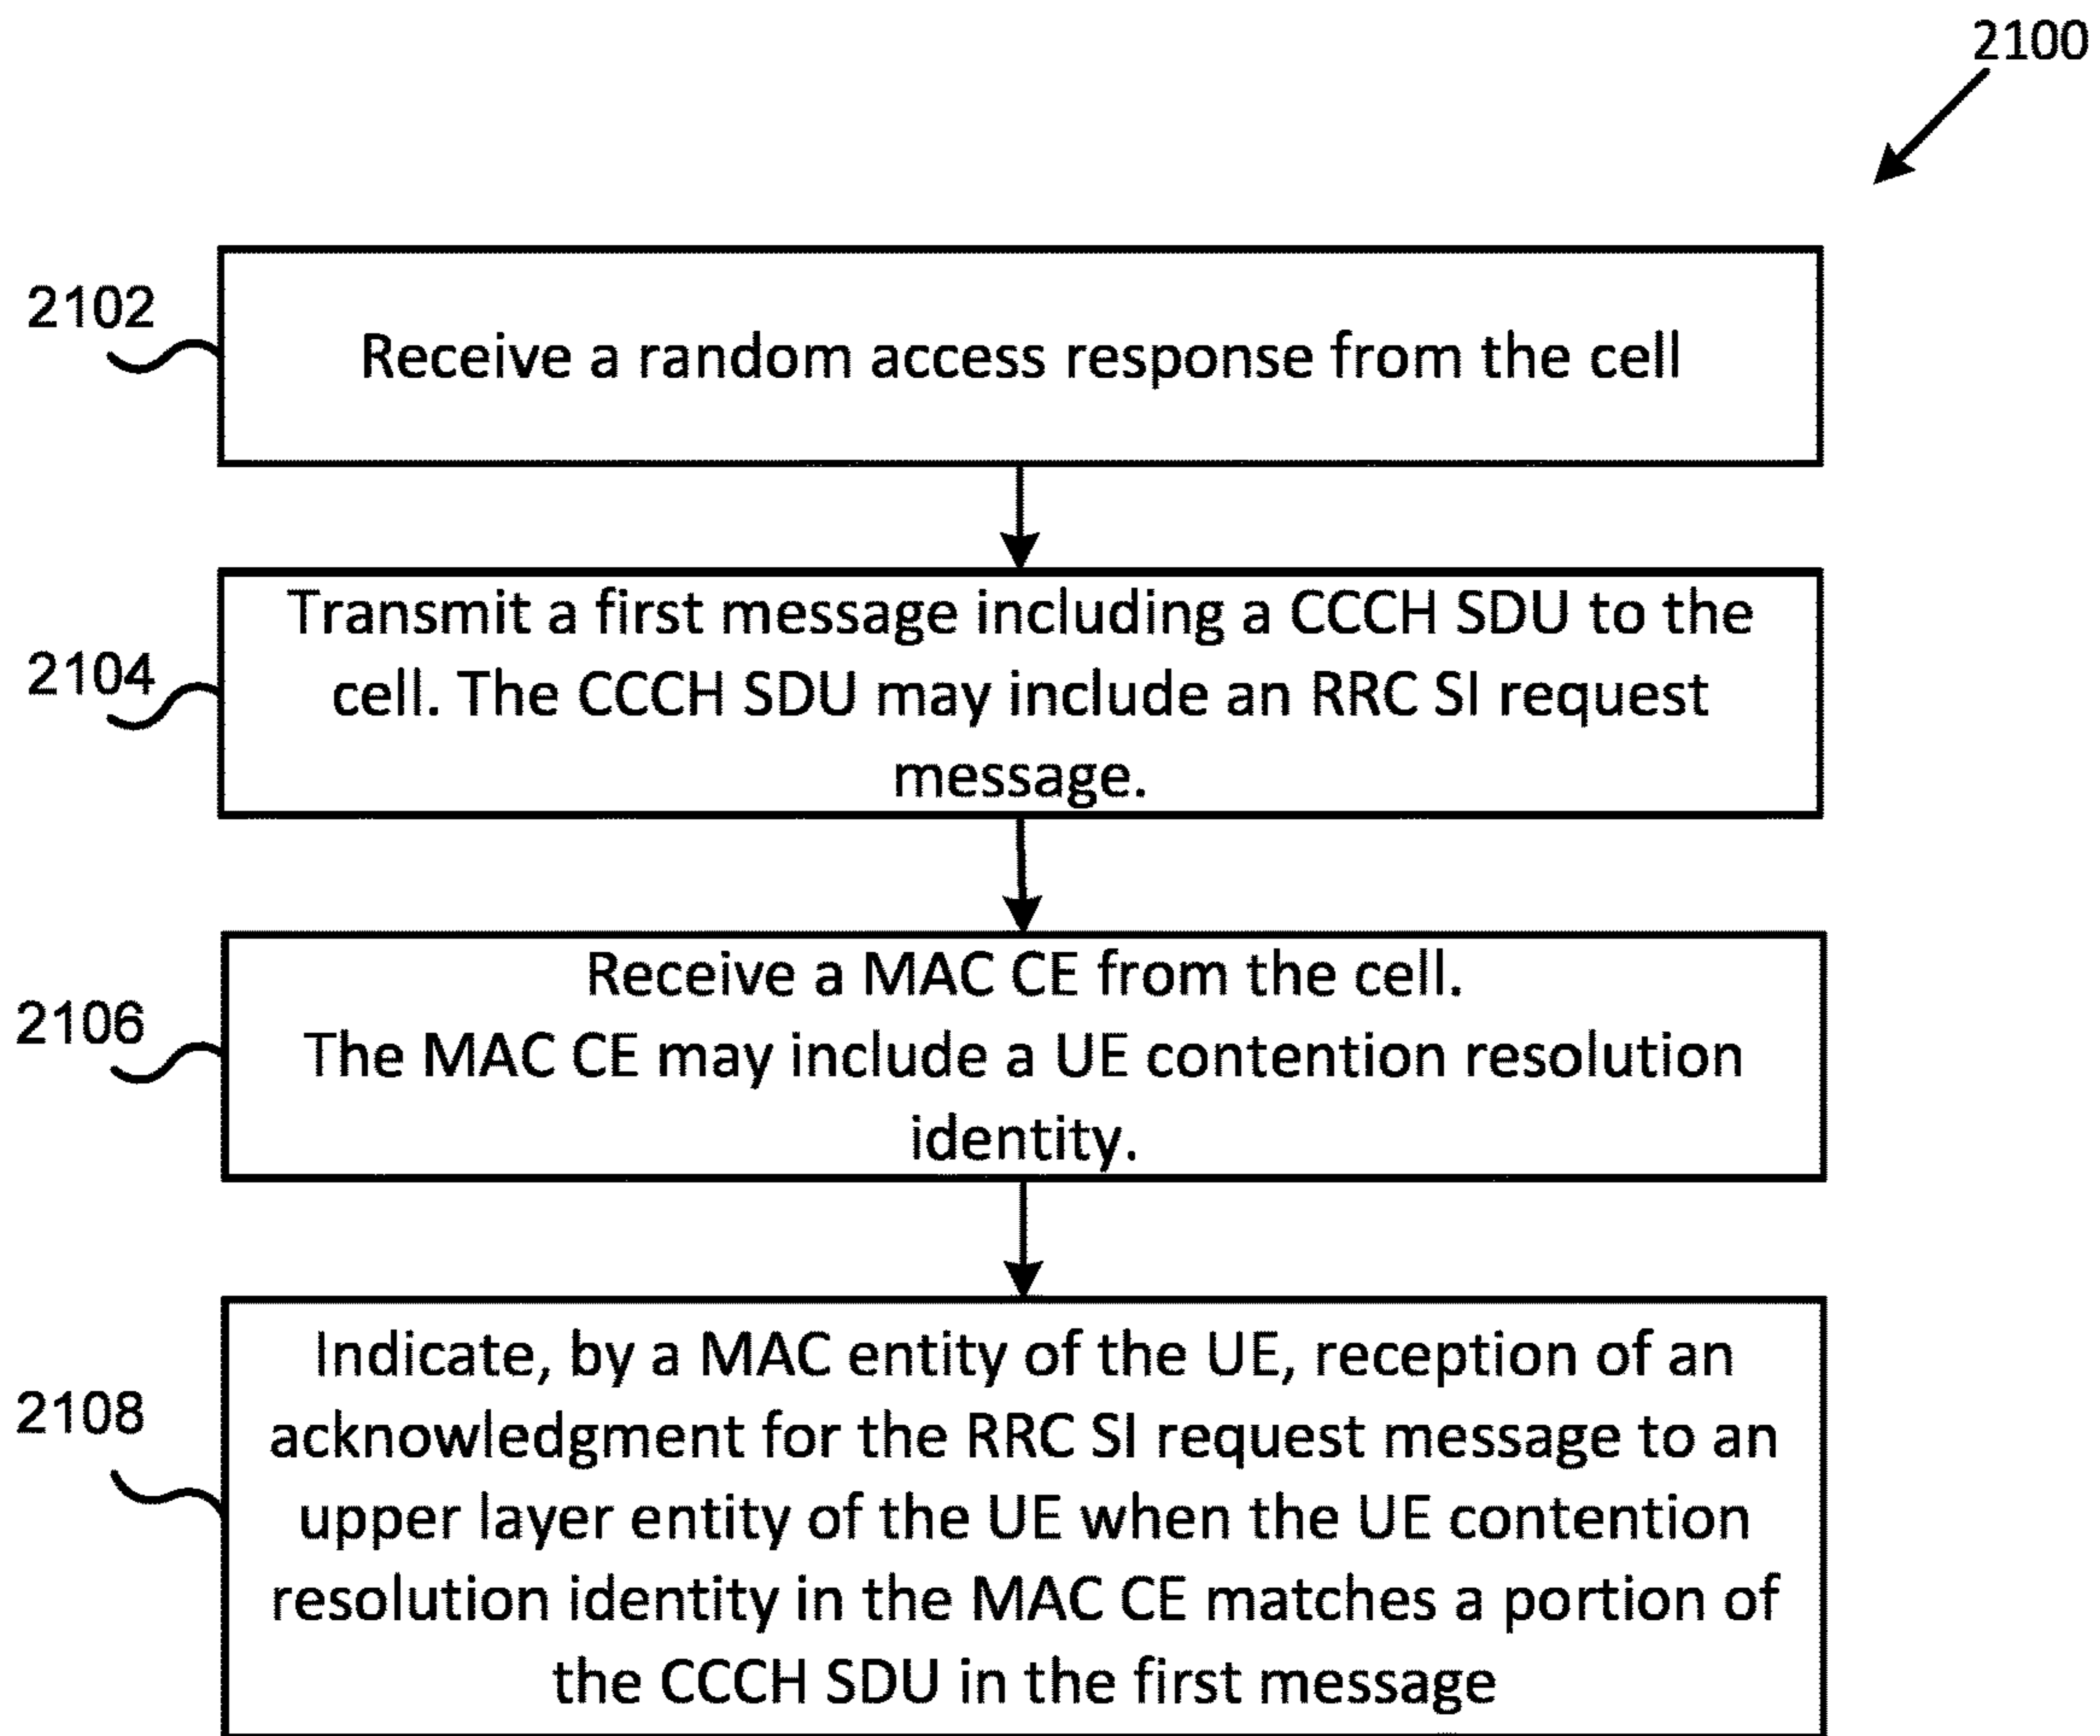 2100
2102
Receive a random access response from the cell
2104
Transmit a first message including a CCCH SDU to the
cell. The CCCH SDU may include an RRC SI request
message.
2106
Receive a MAC CE from the cell.
The MAC CE may include a UE contention resolution
identity.
2108
Indicate, by a MAC entity of the UE, reception of an
acknowledgment for the RRC SI request message to an
upper layer entity of the UE when the UE contention
resolution identity in the MAC CE matches a portion of
the CCCH SDU in the first message